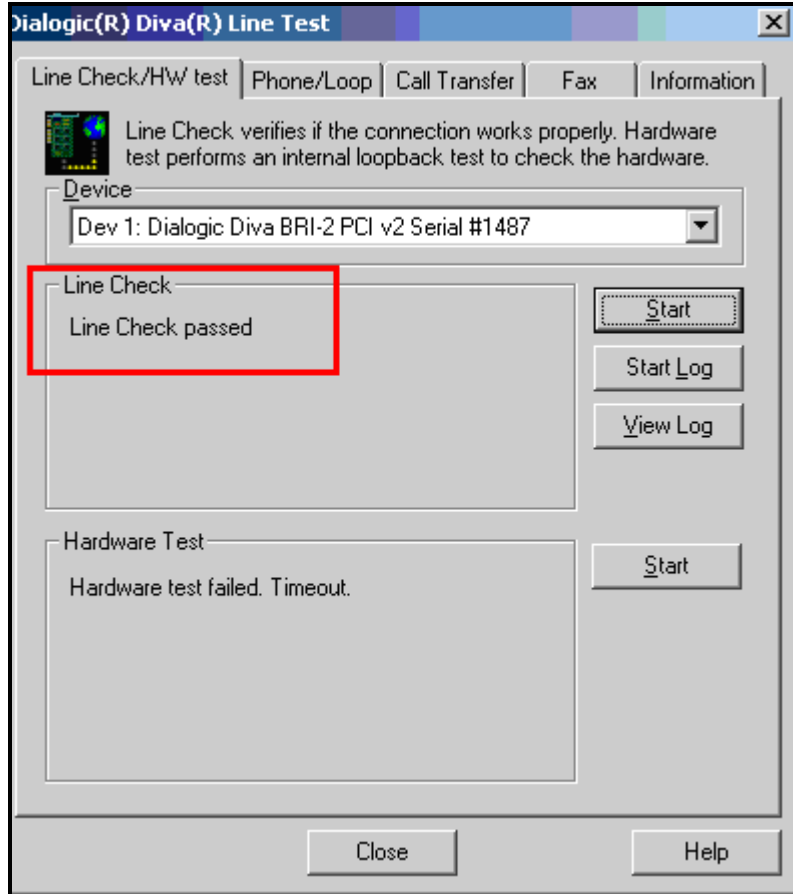 Dialogic(R) Diva(R) Line Test
Line Check/HW test
Phone/Loop
Call Transfer
Fax
Information
Line Check verifies if the connection works properly. Hardware
test performs an internal loopback test to check the hardware.
Device
Dev 1: Dialogic Diva BRI-2 PCI v2 Serial #1487
Line Check
Line Check passed
Start
Start Log
View Log
Hardware Test
Hardware test failed. Timeout.
Start
Close
Help